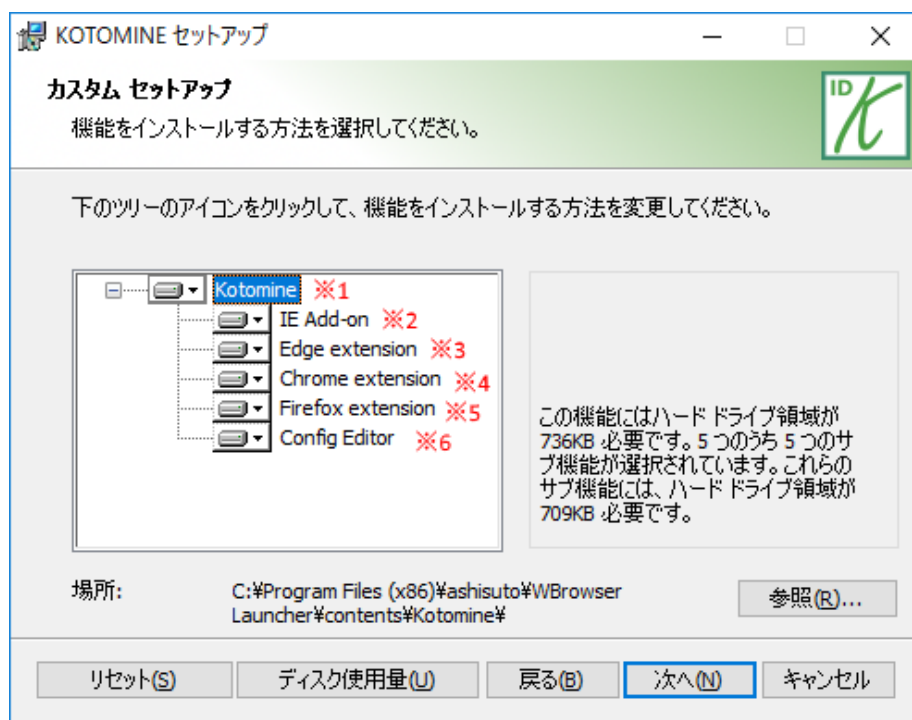 KOTOMINE セットアップ
カスタム セットアップ
機能をインストールする方法を選択してください。
ID K
下のツリーのアイコンをクリックして、機能をインストールする方法を変更してください。
Kotomine ※1
IE Add-on ※2
Edge extension ※3
Chrome extension ※4
Firefox extension ※5
Config Editor ※6
この機能にはハード ドライブ領域が
736KB 必要です。5 つのうち 5 つのサ
ブ機能が選択されています。これらの
サブ機能には、ハード ドライブ領域が
709KB 必要です。
場所:
C:¥Program Files (x86)¥ashisuto¥WBrowser
Launcher¥contents¥Kotomine¥
参照(R)...
リセット(S)
ディスク使用量(U)
戻る(B)
次へ(N)
キャンセル